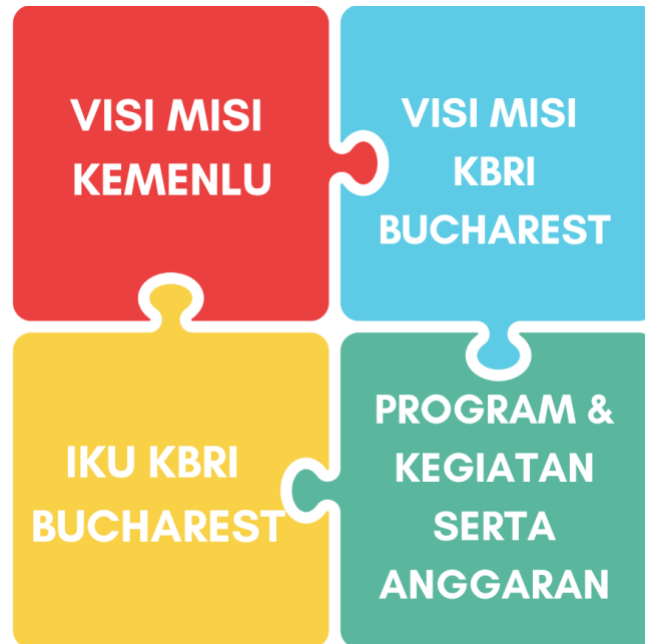 VISI MISI
KEMENLU
VISI MISI
KBRI
BUCHAREST
IKU KBRI
BUCHAREST
PROGRAM &
KEGIATAN
SERTA
ANGGARAN